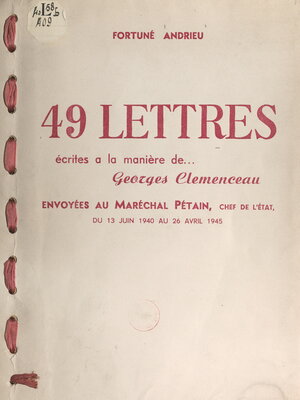 FORTUNÉ ANDRIEU
49 LETTRES
écrites a la manière de...
Georges Clemenceau
ENVOYÉES AU MARÉCHAL PÉTAIN, CHEF DE L'ÉTAT,
DU 13 JUIN 1940 AU 26 AVRIL 1945